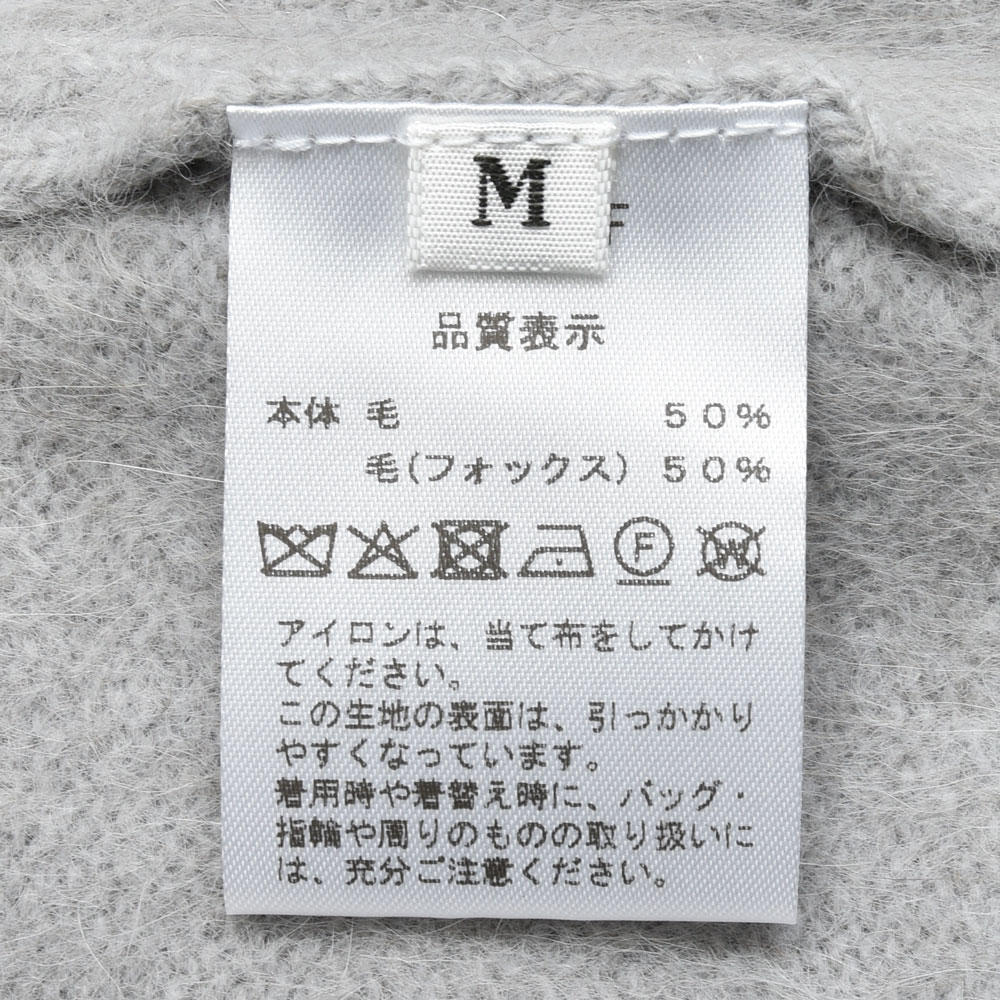 M
F
品質表示
本体 毛 50%
毛(フォックス) 50%
F
W
アイロンは、当て布をしてかけ
てください。
この生地の表面は、引っかかり
やすくなっています。
着用時や着替え時に、バッグ・
指輪や周りのものの取り扱いに
は、充分ご注意ください。